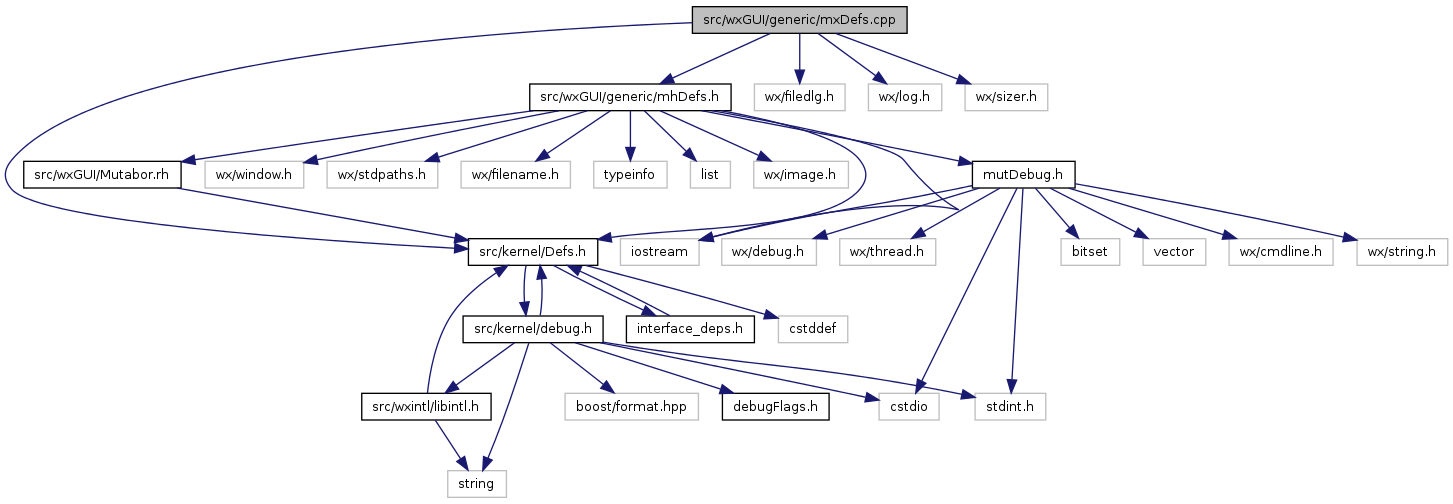 src/wxGUI/generic/mxDefs.cpp
src/wxGUI/generic/mhDefs.h
wx/filedlg.h
wx/log.h
wx/sizer.h
src/wxGUI/Mutabor.rh
wx/window.h
wx/stdpaths.h
wx/filename.h
typeinfo
list
wx/image.h
mutDebug.h
src/kernel/Defs.h
iostream
wx/debug.h
wx/thread.h
bitset
vector
wx/cmdline.h
wx/string.h
src/kernel/debug.h
interface_deps.h
cstddef
src/wxintl/libintl.h
boost/format.hpp
debugFlags.h
cstdio
stdint.h
string